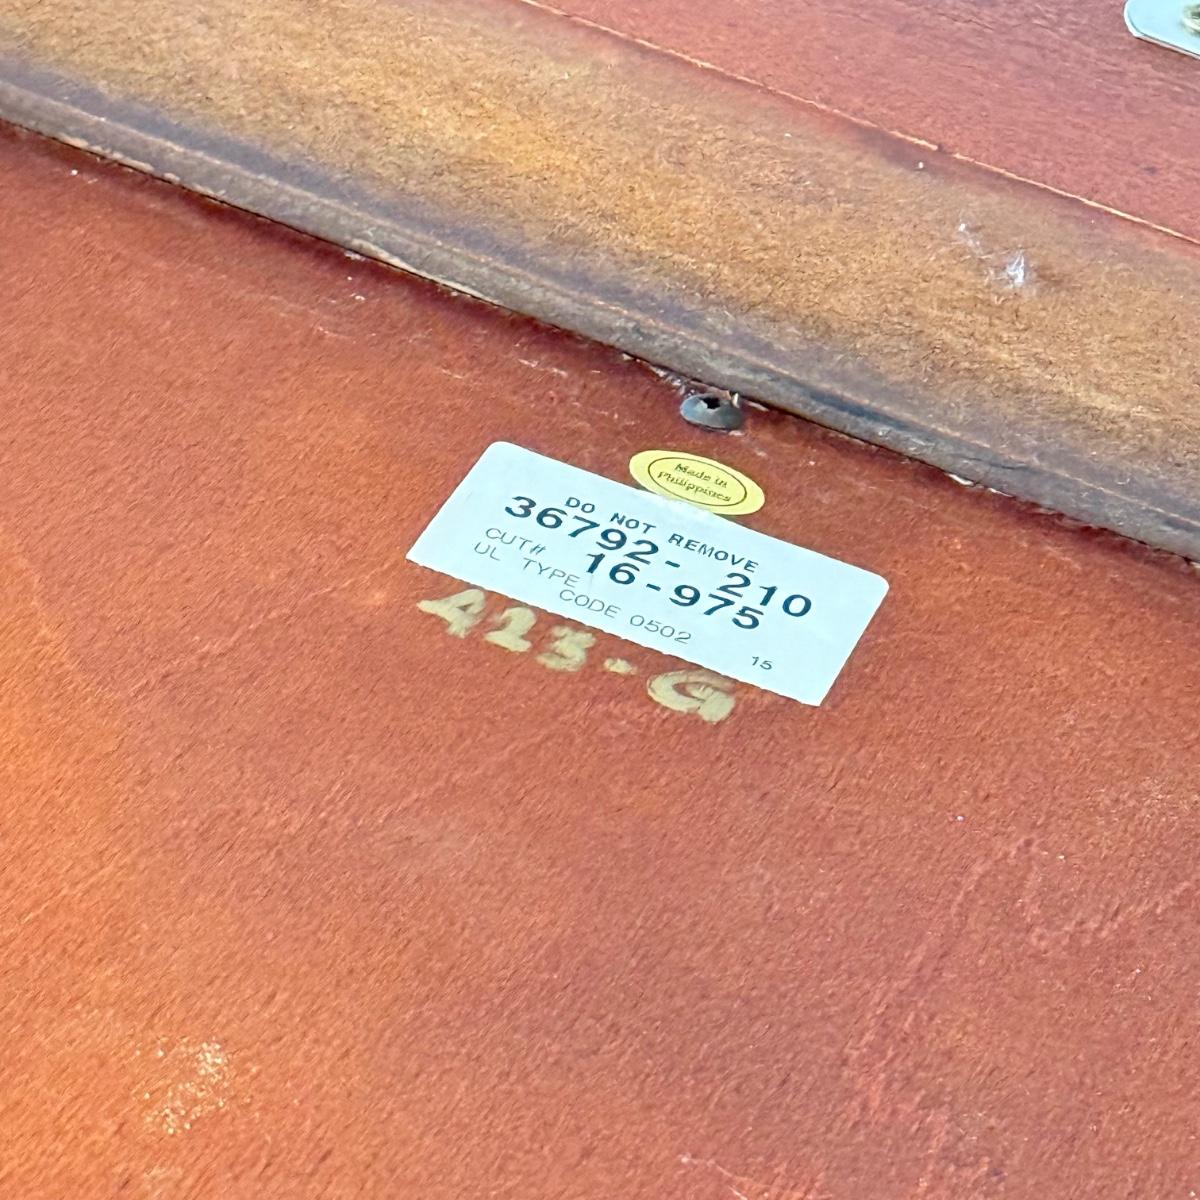 Made in
Philippines
DO NOT REMOVE
36792- 210
CUT# 16-975
UL TYPE
CODE 0502
15
413-G